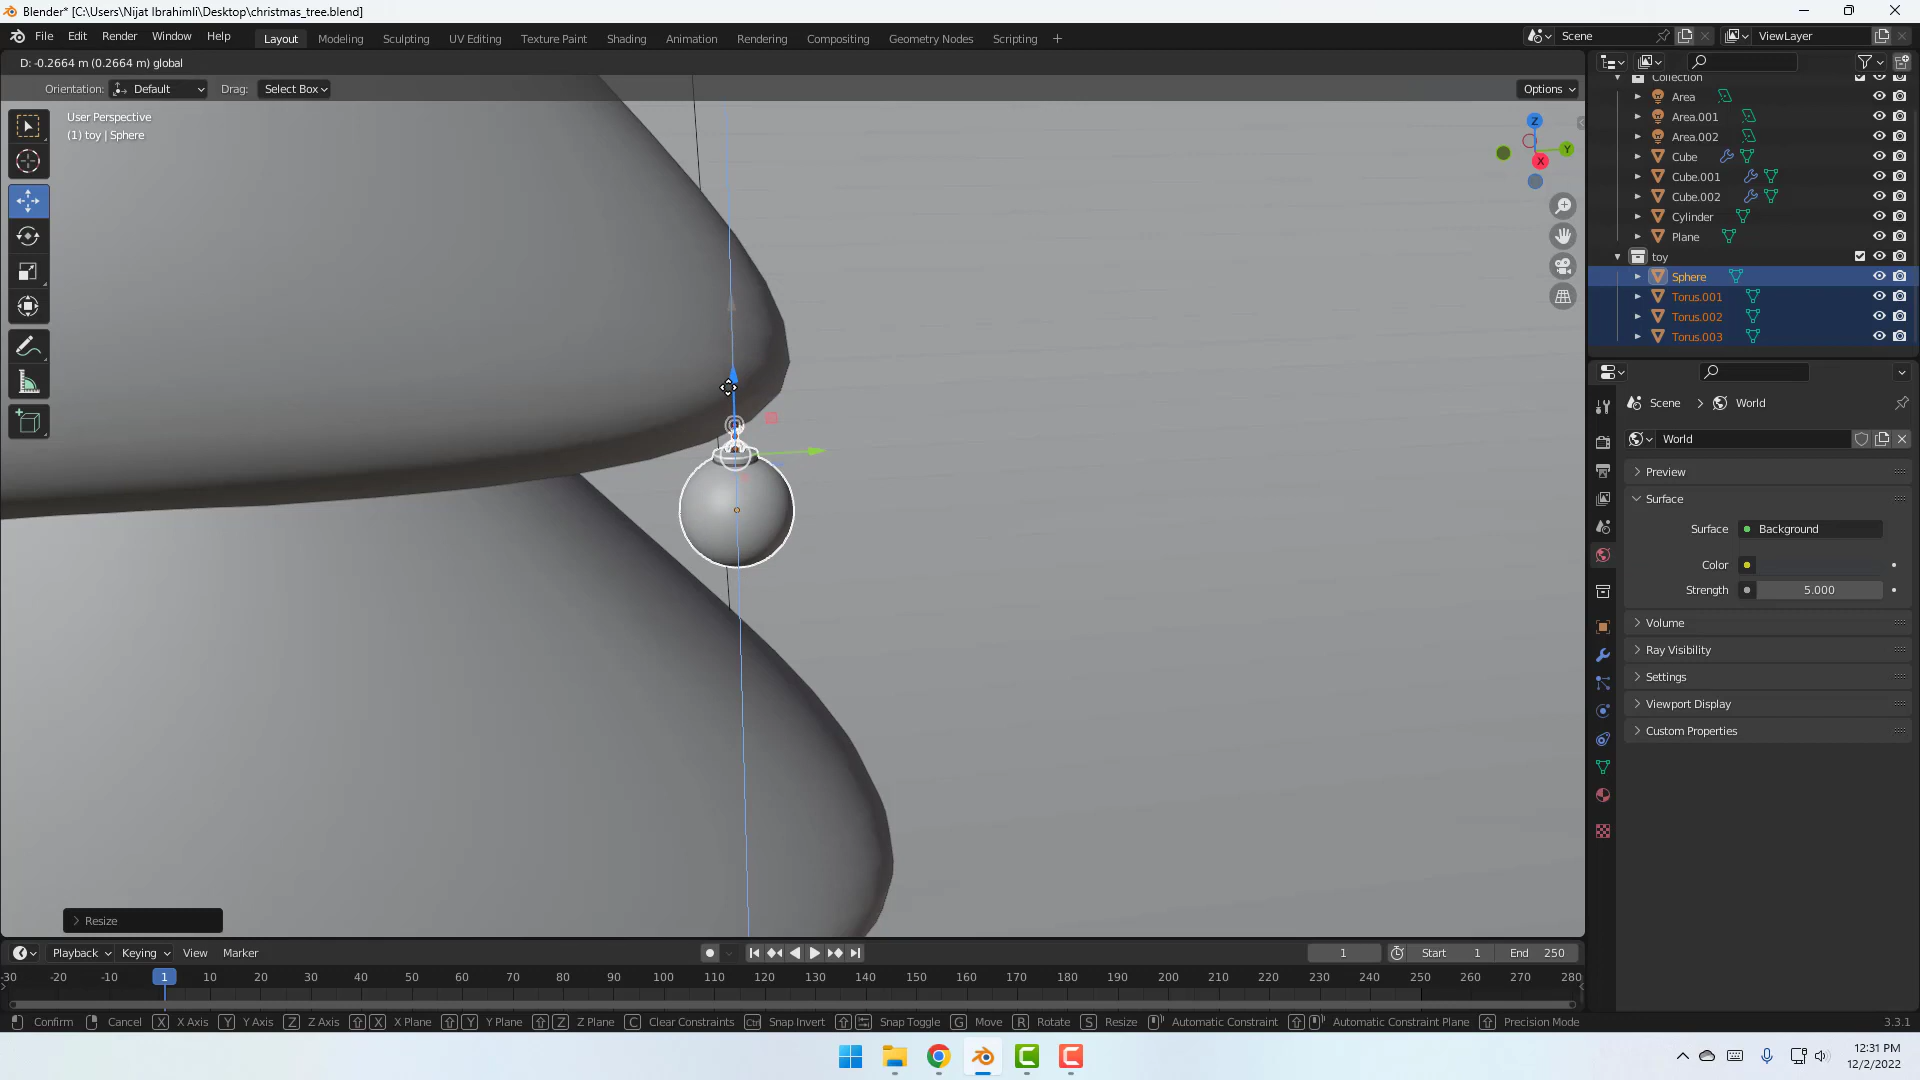 Blender* [C:\Users\Nijat Ibrahimli\Desktop\christmas_tree.blend]
File Edit Render Window Help Layout Modeling Sculpting UV Editing Texture Paint Shading Animation Rendering Compositing Geometry Nodes Scripting + Scene ViewLayer
D: -0.2664 m (0.2664 m) global
Orientation: Default Drag: Select Box Options
User Perspective
(1) toy | Sphere
Z
Y
X
Collection
Area
Area.001
Area.002
Cube
Cube.001
Cube.002
Cylinder
Plane
toy
Sphere
Torus.001
Torus.002
Torus.003
Scene > World
World
Preview
Surface
Surface Background
Color
Strength 5.000
Volume
Ray Visibility
Settings
Viewport Display
Custom Properties
Resize
Playback Keying View Marker 1 Start 1 End 250
-30 -20 -10 1 10 20 30 40 50 60 70 80 90 100 110 120 130 140 150 160 170 180 190 200 210 220 230 240 250 260 270 280
Confirm Cancel X X Axis Y Y Axis Z Z Axis X X Plane Y Y Plane Z Z Plane C Clear Constraints Ctrl Snap Invert Snap Toggle G Move R Rotate S Resize Automatic Constraint Automatic Constraint Plane Precision Mode 3.3.1
12:31 PM
12/2/2022